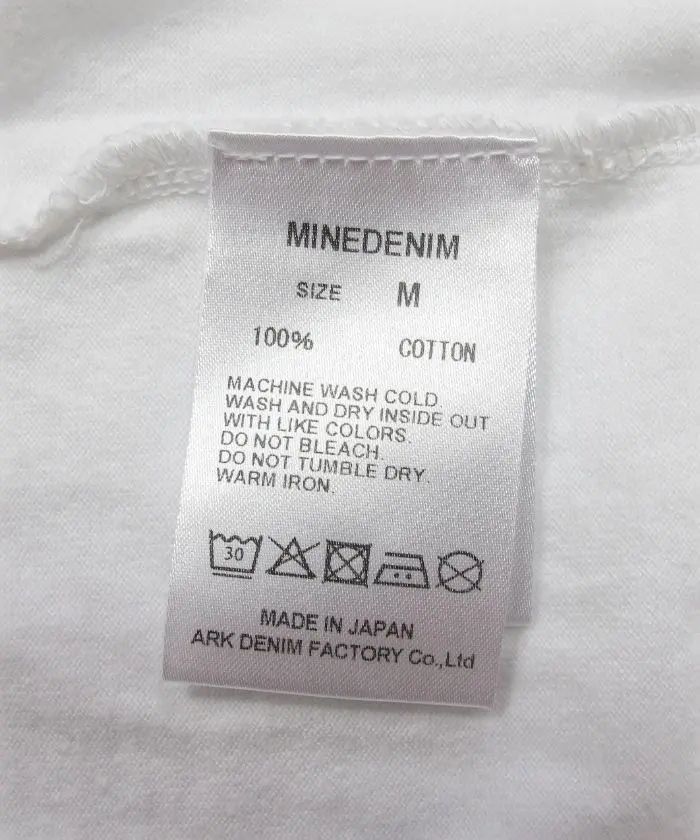 MINEDENIM
SIZE M
100% COTTON
MACHINE WASH COLD.
WASH AND DRY INSIDE OUT
WITH LIKE COLORS.
DO NOT BLEACH.
DO NOT TUMBLE DRY.
WARM IRON.
30
MADE IN JAPAN
ARK DENIM FACTORY Co.,Ltd